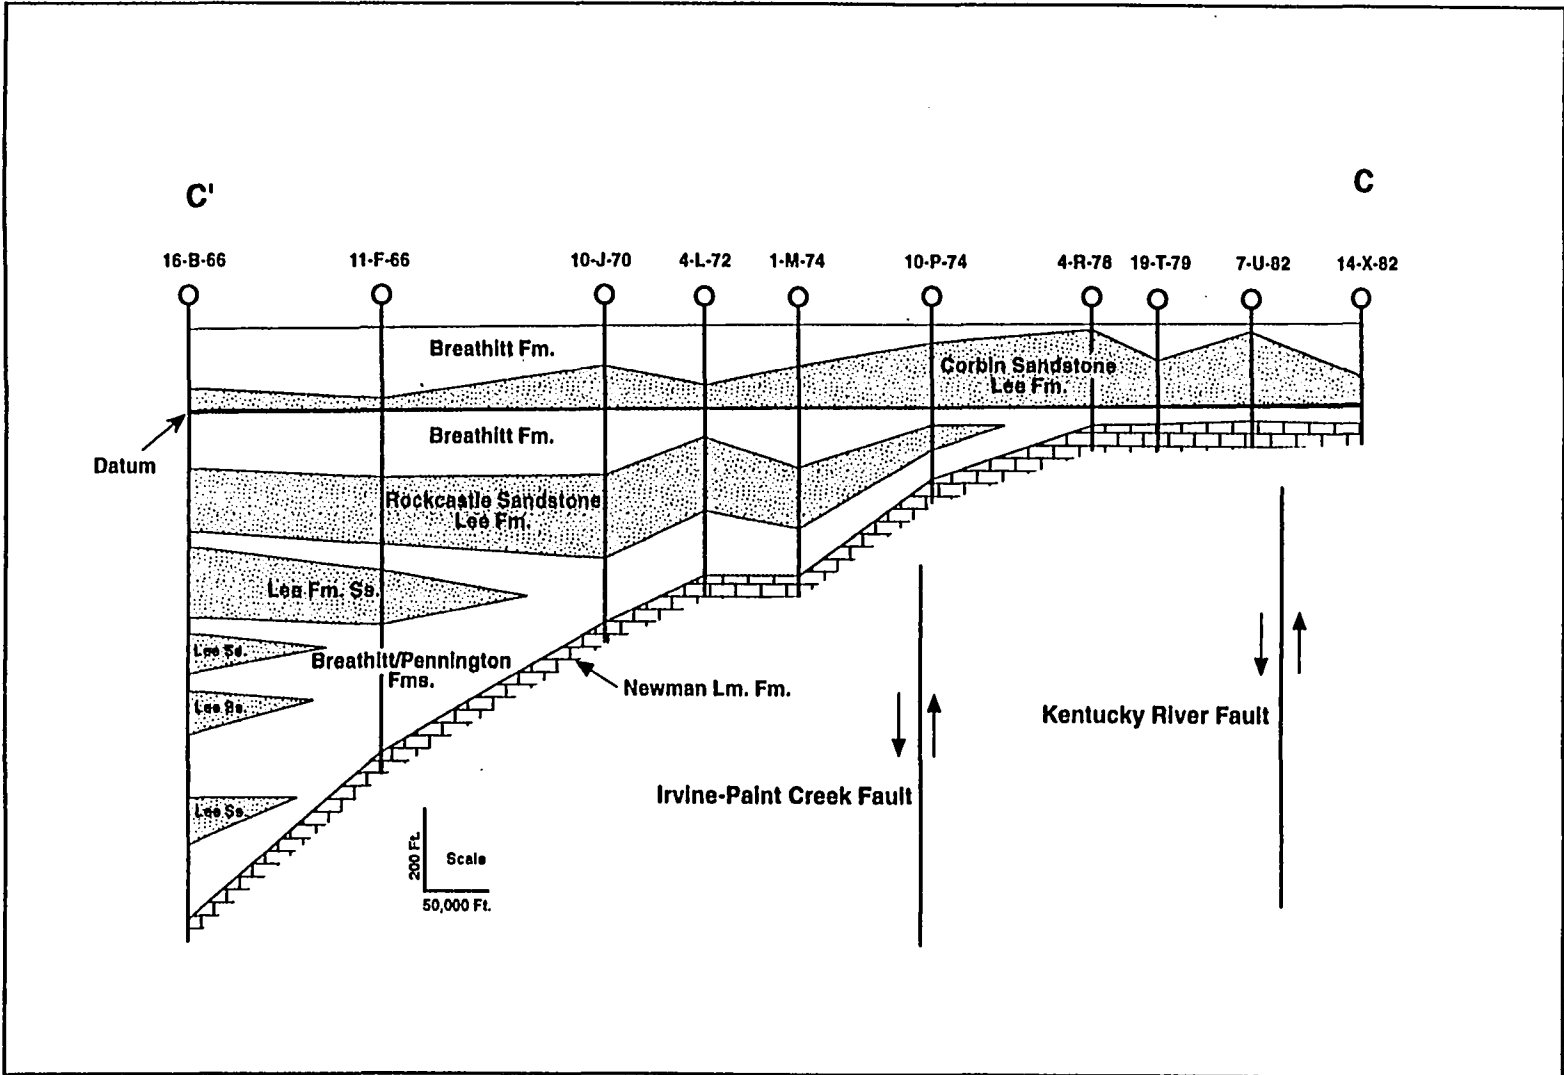 C'
C
16-B-66
11-F-66
10-J-70
4-L-72
1-M-74
10-P-74
4-R-78
19-T-79
7-U-82
14-X-82
Breathitt Fm.
Corbin Sandstone
Lee Fm.
Datum
Breathitt Fm.
Rockcastle Sandstone
Lee Fm.
Lee Fm. Ss.
Lee Ss.
Breathitt/Pennington
Fms.
Newman Lm. Fm.
Lee Ss.
Kentucky River Fault
Irvine-Paint Creek Fault
Lee Ss.
200 Ft.
Scale
50,000 Ft.